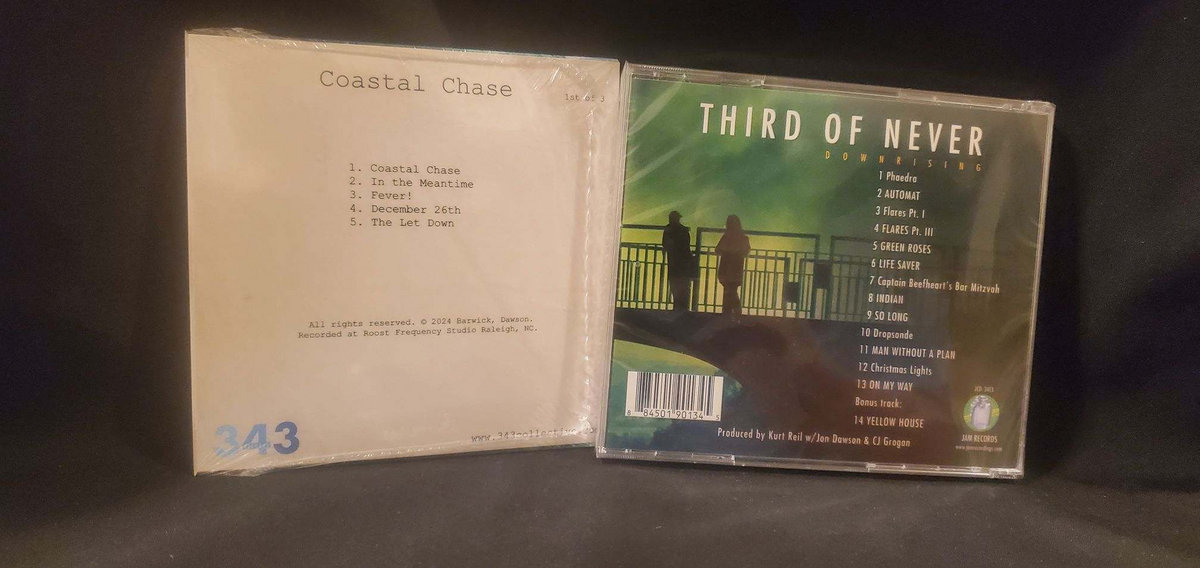 Coastal Chase
1st of 3
1. Coastal Chase
2. In the Meantime
3. Fever!
4. December 26th
5. The Let Down
All rights reserved. © 2024 Barwick, Dawson.
Recorded at Roost Frequency Studio Raleigh, NC.
343
THIRD OF NEVER
DOWNRISING
1 Phaedra
2 AUTOMAT
3 Flares Pt. I
4 FLARES Pt. III
5 GREEN ROSES
6 LIFE SAVER
7 Captain Beefheart's Bar Mitzvah
8 INDIAN
9 SO LONG
10 Dropsonde
11 MAN WITHOUT A PLAN
12 Christmas Lights
13 ON MY WAY
Bonus track:
14 YELLOW HOUSE
8 84501 90134 5
Produced by Kurt Reil w/Jon Dawson & CJ Grogan
JAM RECORDS